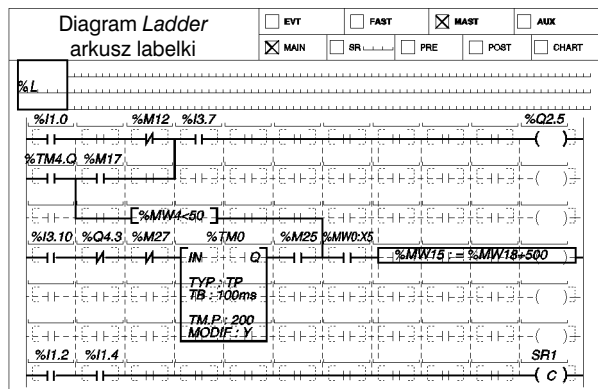 Diagram Ladder
arkusz labelki
EVT FAST MAST AUX
MAIN SR PRE POST CHART
%L
%I1.0 %M12 %I3.7 %Q2.5
%TM4.Q %M17
%MW4<50
%I3.10 %Q4.3 %M27 %TM0 %M25 %MW0:X5
IN Q %MW15 := %MW18+500
TYP : TP
TB : 100ms
TM.P : 200
MODIF : Y
%I1.2 %I1.4 SR1
C